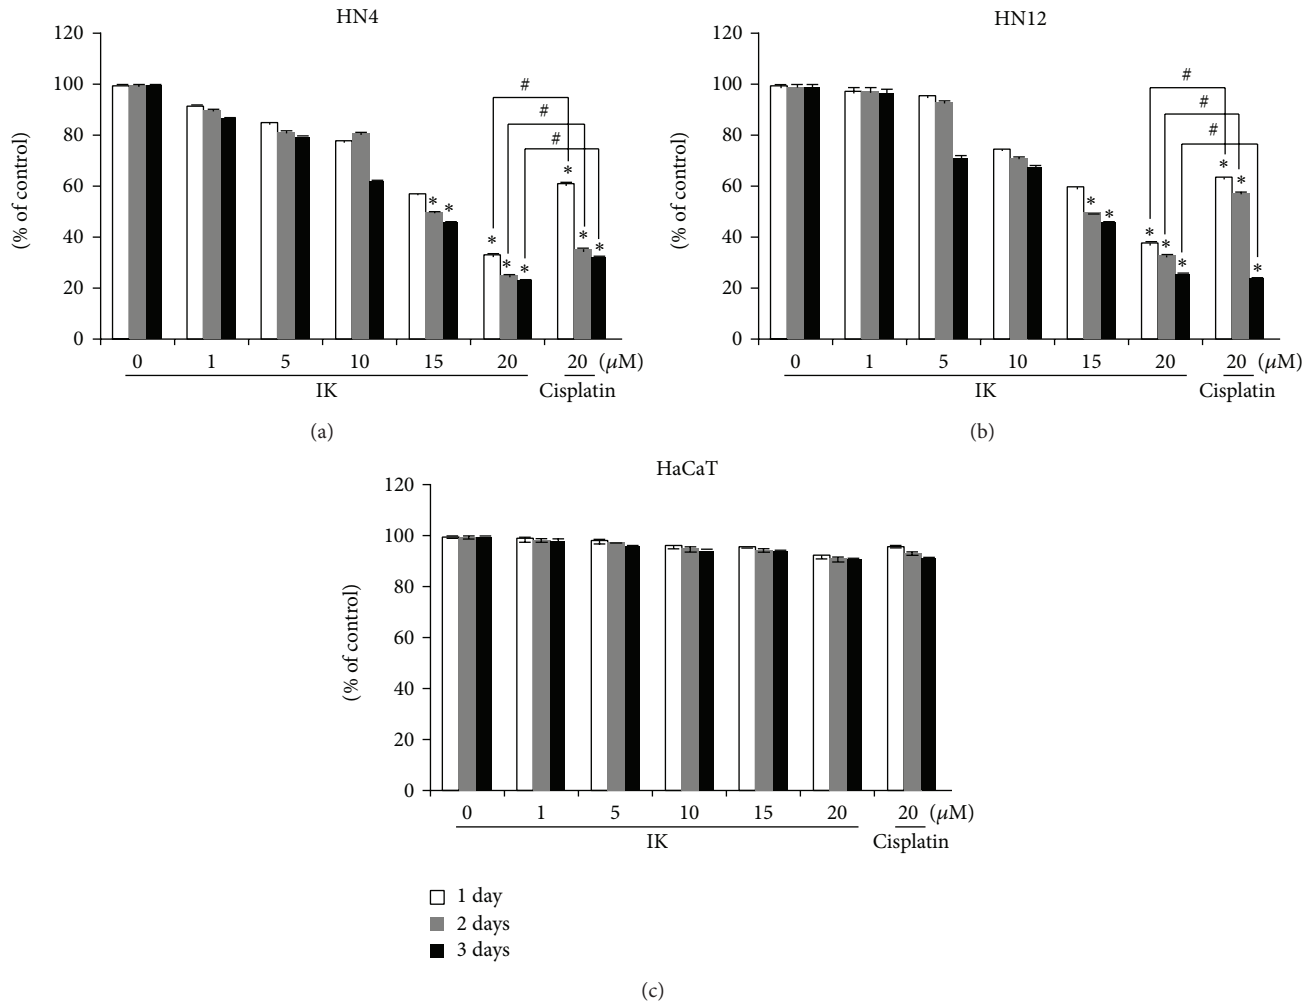 HN4
120
100
80
60
40
20
0
(% of control)
#
#
#
*
* *
* * *
* * *
0 1 5 10 15 20 20 (μM)
IK Cisplatin
(a)
HN12
120
100
80
60
40
20
0
(% of control)
#
#
#
* *
* *
* * *
*
0 1 5 10 15 20 20 (μM)
IK Cisplatin
(b)
HaCaT
120
100
80
60
40
20
0
(% of control)
0 1 5 10 15 20 20 (μM)
IK Cisplatin
1 day
2 days
3 days
(c)